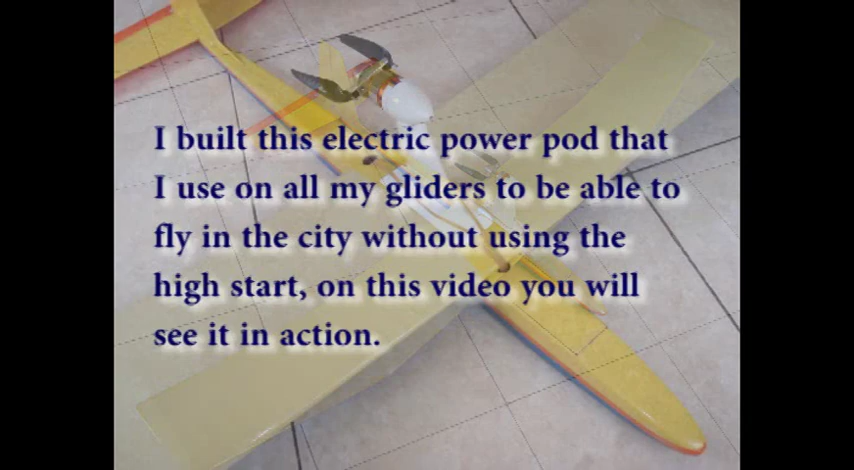 I built this electric power pod that
I use on all my gliders to be able to
fly in the city without using the
high start, on this video you will
see it in action.